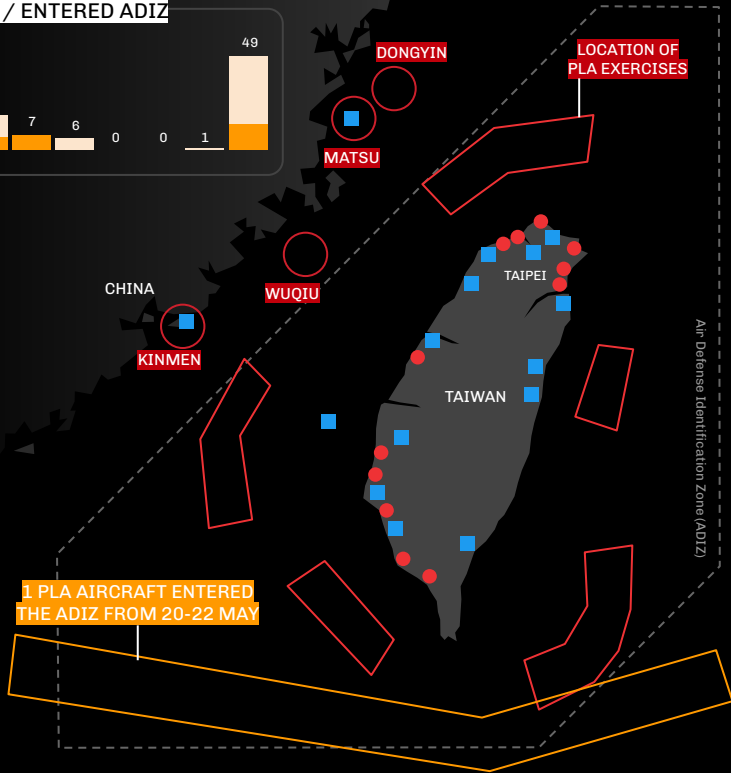 / ENTERED ADIZ
49
7
6
0
0
1
DONGYIN
LOCATION OF
PLA EXERCISES
MATSU
TAIPEI
CHINA
WUQIU
KINMEN
TAIWAN
Air Defense Identification Zone (ADIZ)
1 PLA AIRCRAFT ENTERED
THE ADIZ FROM 20-22 MAY